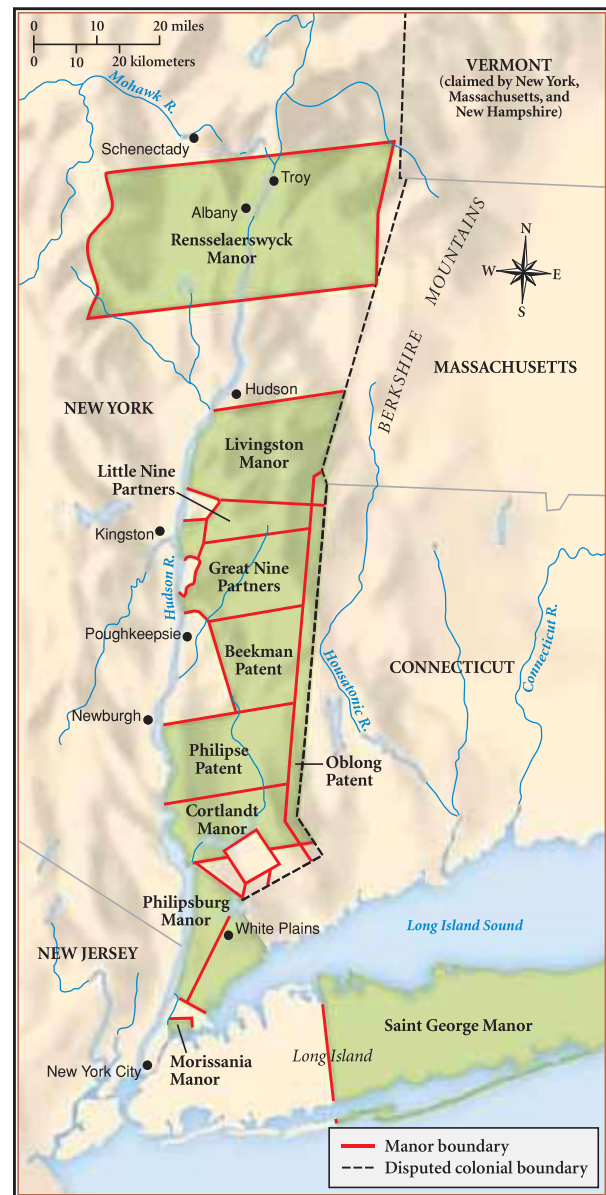 0 10 20 miles
0 10 20 kilometers
VERMONT
(claimed by New York,
Massachusetts, and
New Hampshire)
Mohawk R.
Schenectady
Troy
Albany
Rensselaerswyck
Manor
BERKSHIRE MOUNTAINS
N
W
E
S
MASSACHUSETTS
Hudson
NEW YORK
Livingston
Manor
Little Nine
Partners
Kingston
Hudson R.
Great Nine
Partners
Poughkeepsie
Beekman
Patent
Housatonic R.
CONNECTICUT
Connecticut R.
Newburgh
Philipse
Patent
Oblong
Patent
Cortlandt
Manor
Philipsburg
Manor
White Plains
Long Island Sound
NEW JERSEY
Saint George Manor
Long Island
Morissania
Manor
New York City
Manor boundary
Disputed colonial boundary